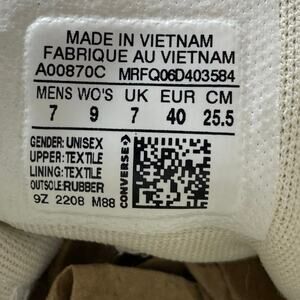 MADE IN VIETNAM
FABRIQUE AU VIETNAM
A00870C MRFQ06D403584
MENS WO'S UK EUR CM
7 9 7 40 25.5
GENDER: UNISEX
UPPER: TEXTILE
LINING: TEXTILE
OUTSOLE: RUBBER
9Z 2208 M88
CONVERSE